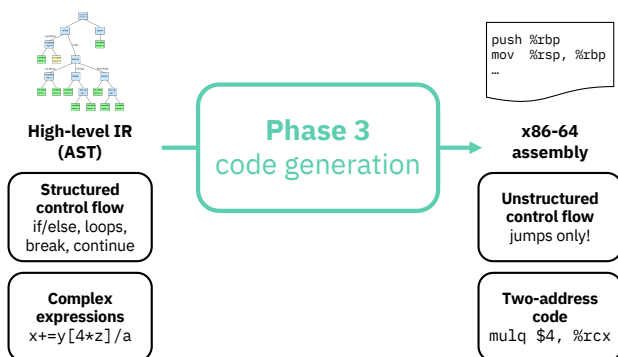 push %rbp
mov %rsp, %rbp
…
High-level IR
(AST)
Phase 3
code generation
x86-64
assembly
Structured
control flow
if/else, loops,
break, continue
Unstructured
control flow
jumps only!
Complex
expressions
x+=y[4*z]/a
Two-address
code
mulq $4, %rcx